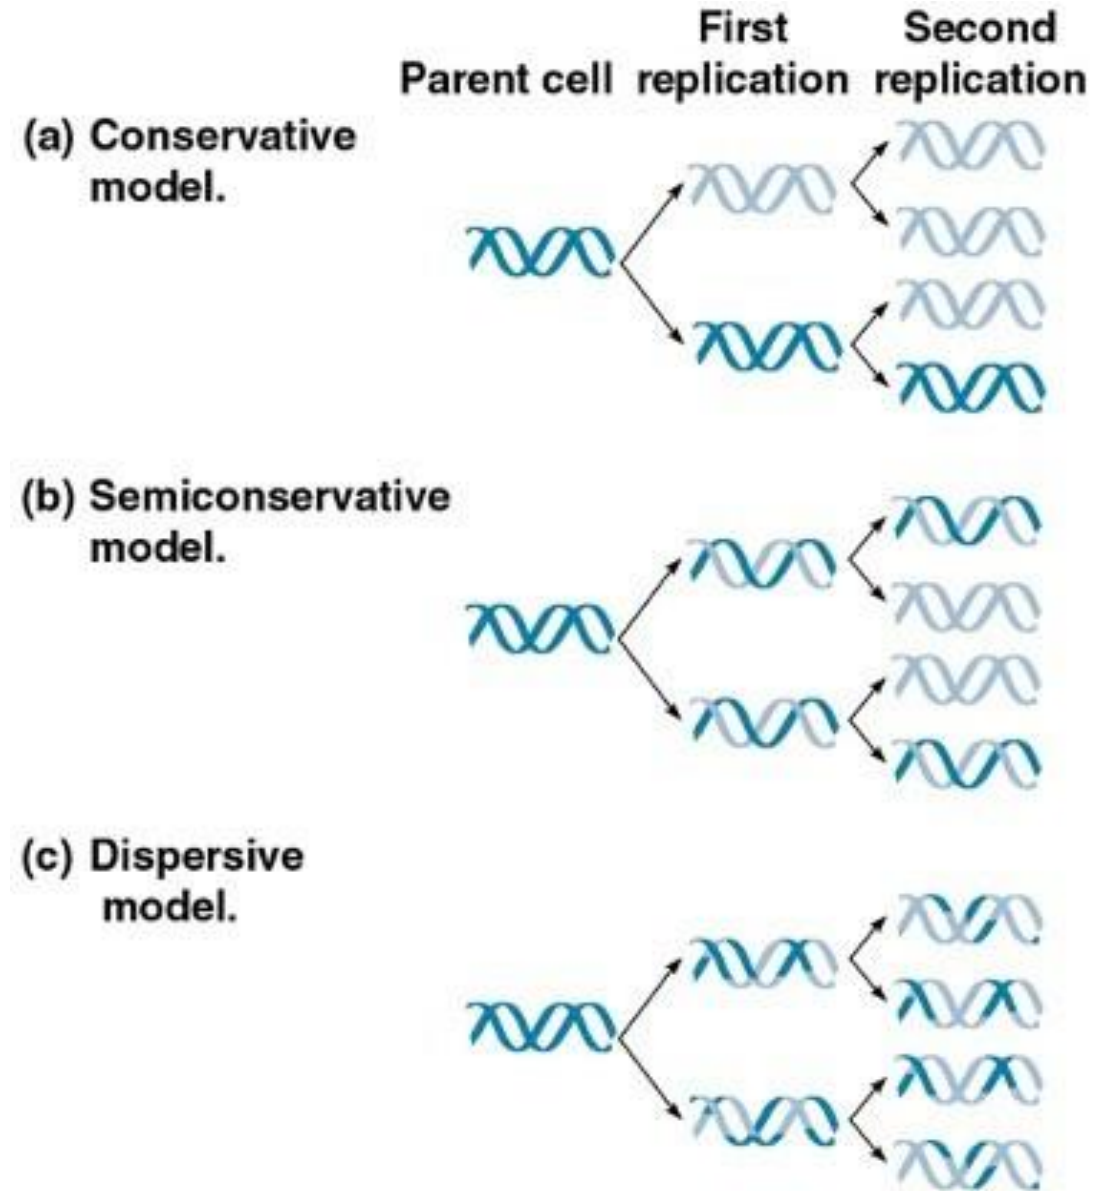 First Second
Parent cell replication replication
(a) Conservative
model.
(b) Semiconservative
model.
(c) Dispersive
model.